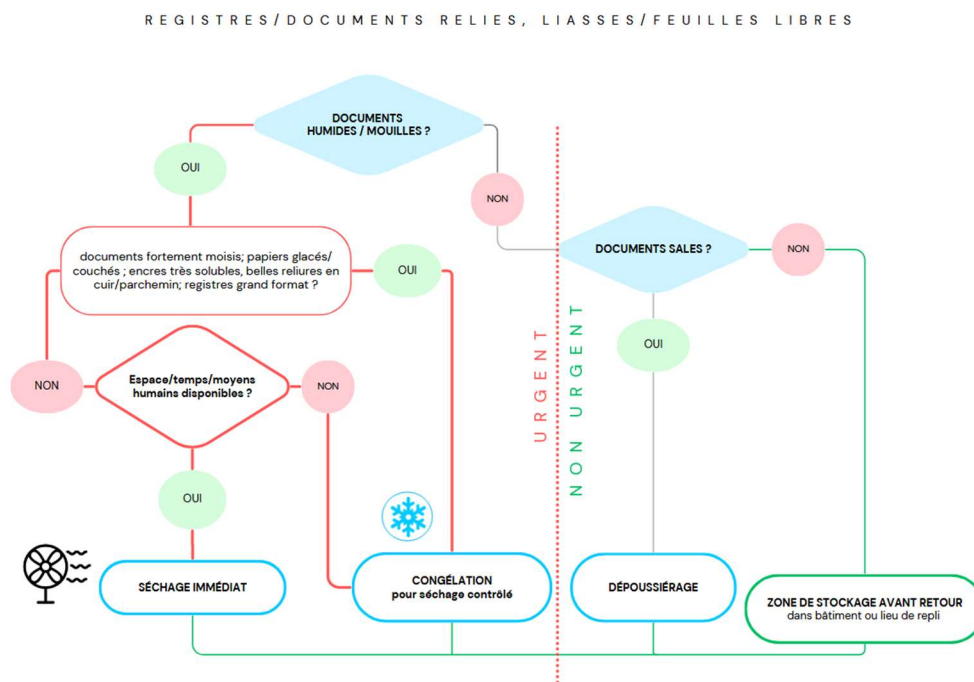 REGISTRES/DOCUMENTS RELIES, LIASSES/FEUILLES LIBRES
DOCUMENTS
HUMIDES / MOUILLES ?
OUI
NON
documents fortement moisis; papiers glacés/
couchés ; encres très solubles, belles reliures en
cuir/parchemin; registres grand format ?
OUI
DOCUMENTS SALES ?
NON
NON
Espace/temps/moyens
humains disponibles ?
NON
URGENT
NON URGENT
OUI
OUI
SÉCHAGE IMMÉDIAT
CONGÉLATION
pour séchage contrôlé
DÉPOUSSIÉRAGE
ZONE DE STOCKAGE AVANT RETOUR
dans bâtiment ou lieu de repli